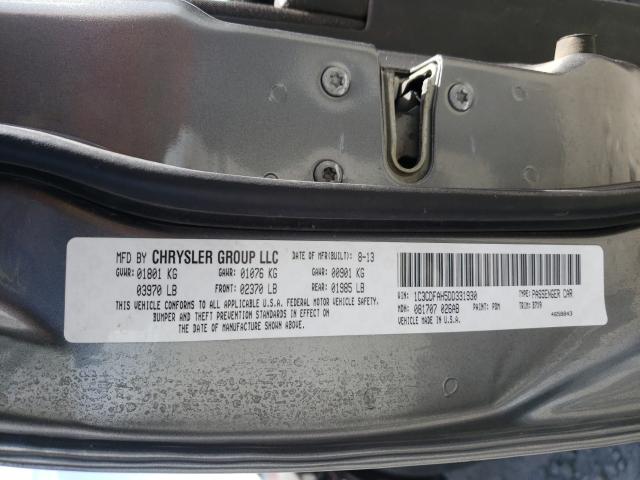 MFD BY CHRYSLER GROUP LLC DATE OF MFR(BUILT): 8-13
GVWR: 01801 KG GAWR: 01076 KG GAWR: 00901 KG
03970 LB FRONT: 02370 LB REAR: 01985 LB
THIS VEHICLE CONFORMS TO ALL APPLICABLE U.S.A. FEDERAL MOTOR VEHICLE SAFETY,
BUMPER AND THEFT PREVENTION STANDARDS IN EFFECT ON
THE DATE OF MANUFACTURE SHOWN ABOVE.
VIN: 1C3CDFAH5DD331930 TYPE: PASSENGER CAR
MDH: 081707 026AB PAINT: PDM TRIM: B7X9
VEHICLE MADE IN U.S.A. 4658843